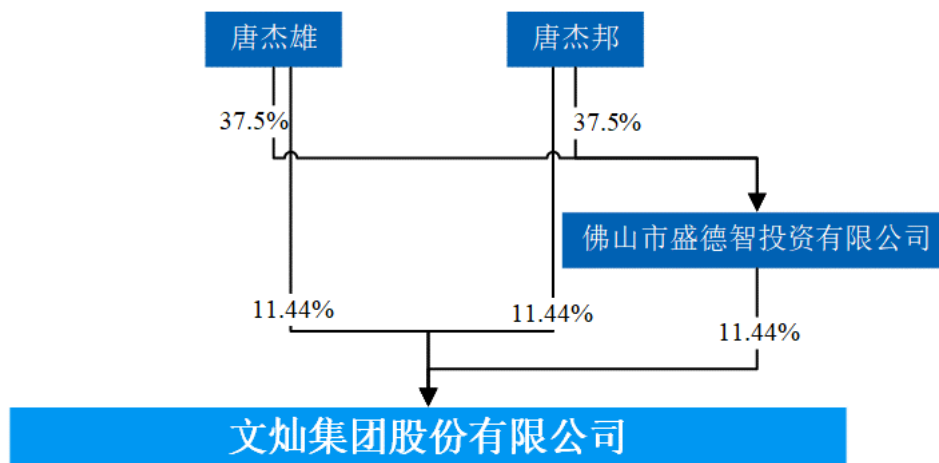 唐杰雄
唐杰邦
37.5%
37.5%
佛山市盛德智投资有限公司
11.44%
11.44%
11.44%
文灿集团股份有限公司